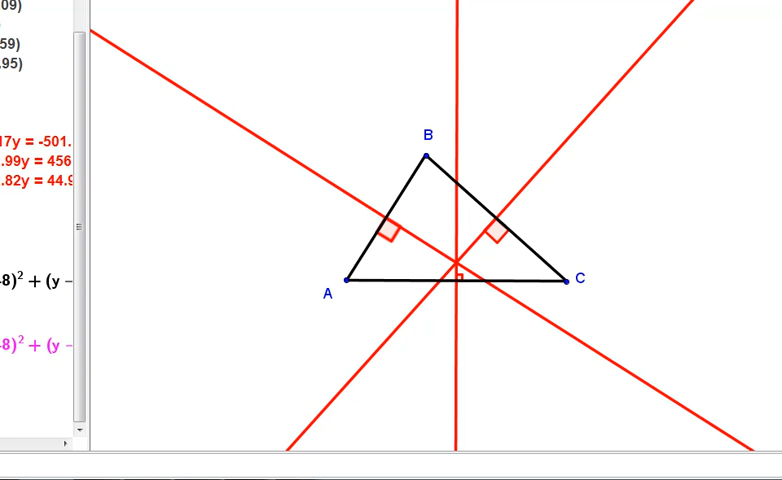 09)
59)
.95)
17y = -501.
.99y = 456
.82y = 44.9
-8)² + (y −
-8)² + (y −
B
A
C